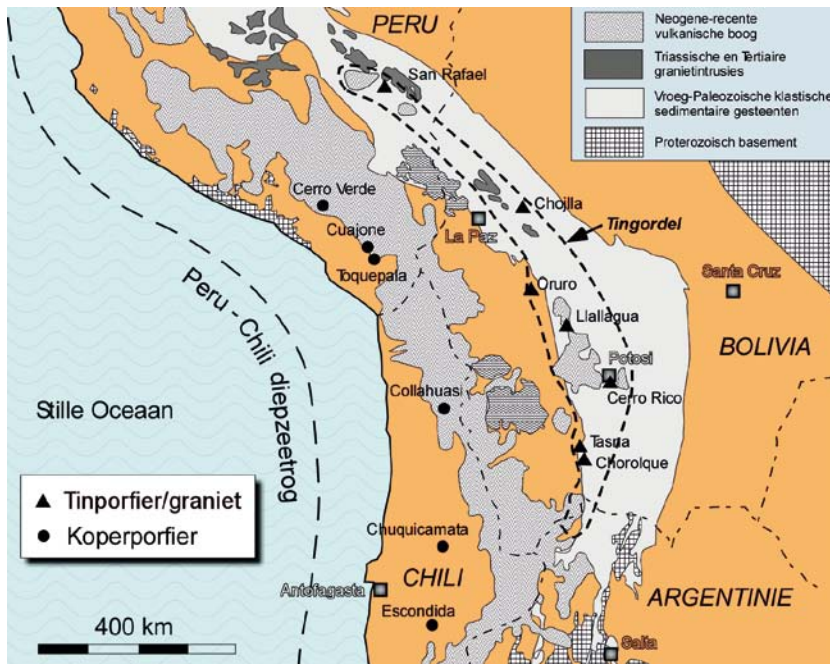 PERU
Neogene-recente
vulkanische boog
Triassische en Tertiaire
granietintrusies
Vroeg-Paleozoische klastische
sedimentaire gesteenten
Proterozoisch basement
San Rafael
Cerro Verde
Chojlla
Cuajone
La Paz
Tingordel
Toquepala
Santa Cruz
Oruro
Llallagua
Peru - Chili diepzeetrog
BOLIVIA
Potosi
Collahuasi
Cerro Rico
Stille Oceaan
Tasna
Chorolque
Tinporfier/graniet
Koperporfier
Chuquicamata
CHILI
Antofagasta
ARGENTINIE
Escondida
400 km
Salta